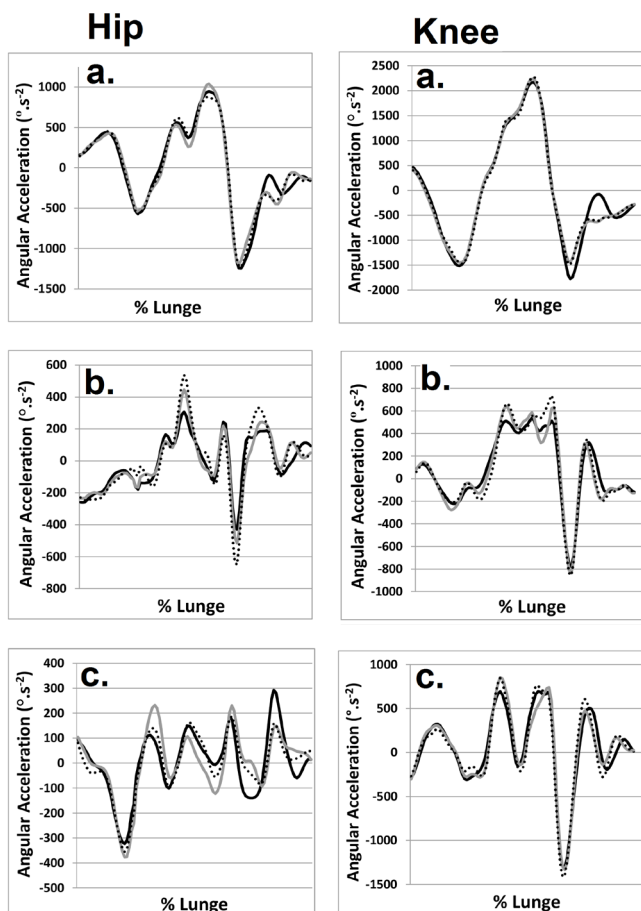 Hip
Knee
a.
Angular Acceleration (°.s⁻²)
1000
500
0
-500
-1000
-1500
% Lunge
a.
Angular Acceleration (°.s⁻²)
2500
2000
1500
1000
500
0
-500
-1000
-1500
-2000
% Lunge
b.
Angular Acceleration (°.s⁻²)
600
400
200
0
-200
-400
-600
-800
% Lunge
b.
Angular Acceleration (°.s⁻²)
1000
800
600
400
200
0
-200
-400
-600
-800
-1000
% Lunge
c.
Angular Acceleration (°.s⁻²)
400
300
200
100
0
-100
-200
-300
-400
-500
% Lunge
c.
Angular Acceleration (°.s⁻²)
1000
500
0
-500
-1000
-1500
% Lunge